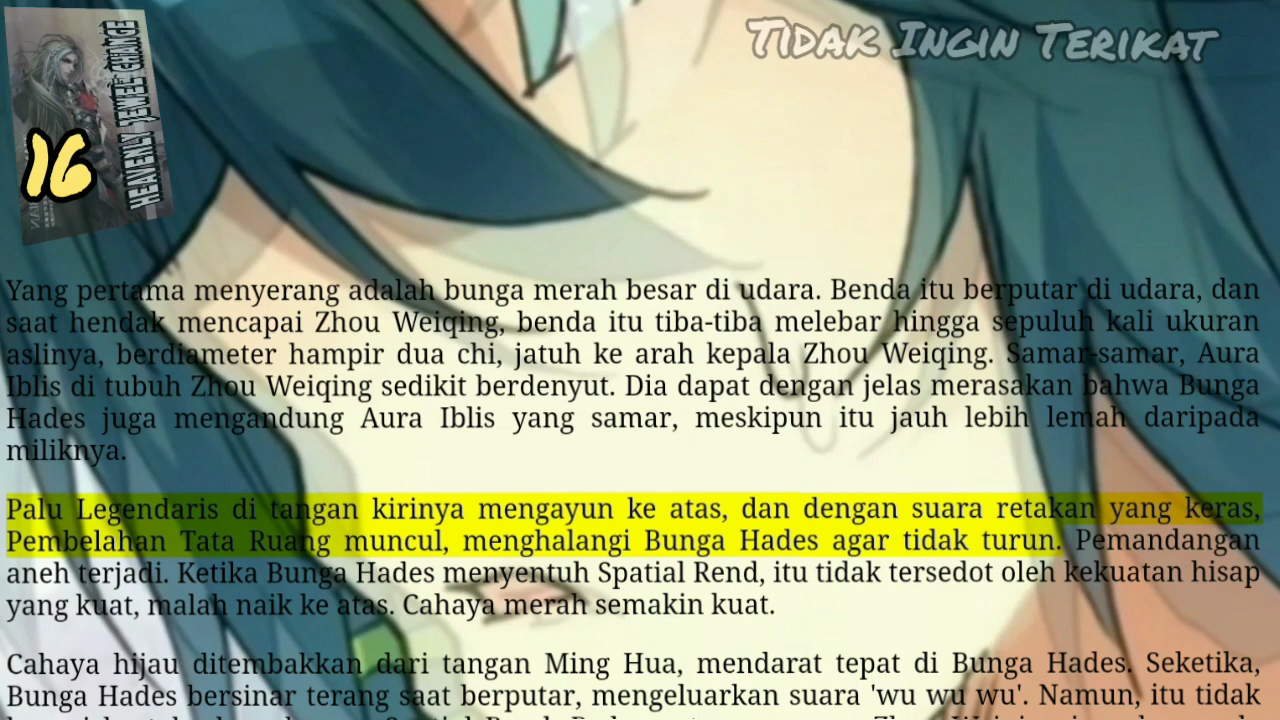 Tidak Ingin Terikat
HEAVENLY JEWEL CHANGE
16
Yang pertama menyerang adalah bunga merah besar di udara. Benda itu berputar di udara, dan
saat hendak mencapai Zhou Weiqing, benda itu tiba-tiba melebar hingga sepuluh kali ukuran
aslinya, berdiameter hampir dua chi, jatuh ke arah kepala Zhou Weiqing. Samar-samar, Aura
Iblis di tubuh Zhou Weiqing sedikit berdenyut. Dia dapat dengan jelas merasakan bahwa Bunga
Hades juga mengandung Aura Iblis yang samar, meskipun itu jauh lebih lemah daripada
miliknya.
Palu Legendaris di tangan kirinya mengayun ke atas, dan dengan suara retakan yang keras,
Pembelahan Tata Ruang muncul, menghalangi Bunga Hades agar tidak turun. Pemandangan
aneh terjadi. Ketika Bunga Hades menyentuh Spatial Rend, itu tidak tersedot oleh kekuatan hisap
yang kuat, malah naik ke atas. Cahaya merah semakin kuat.
Cahaya hijau ditembakkan dari tangan Ming Hua, mendarat tepat di Bunga Hades. Seketika,
Bunga Hades bersinar terang saat berputar, mengeluarkan suara 'wu wu wu'. Namun, itu tidak